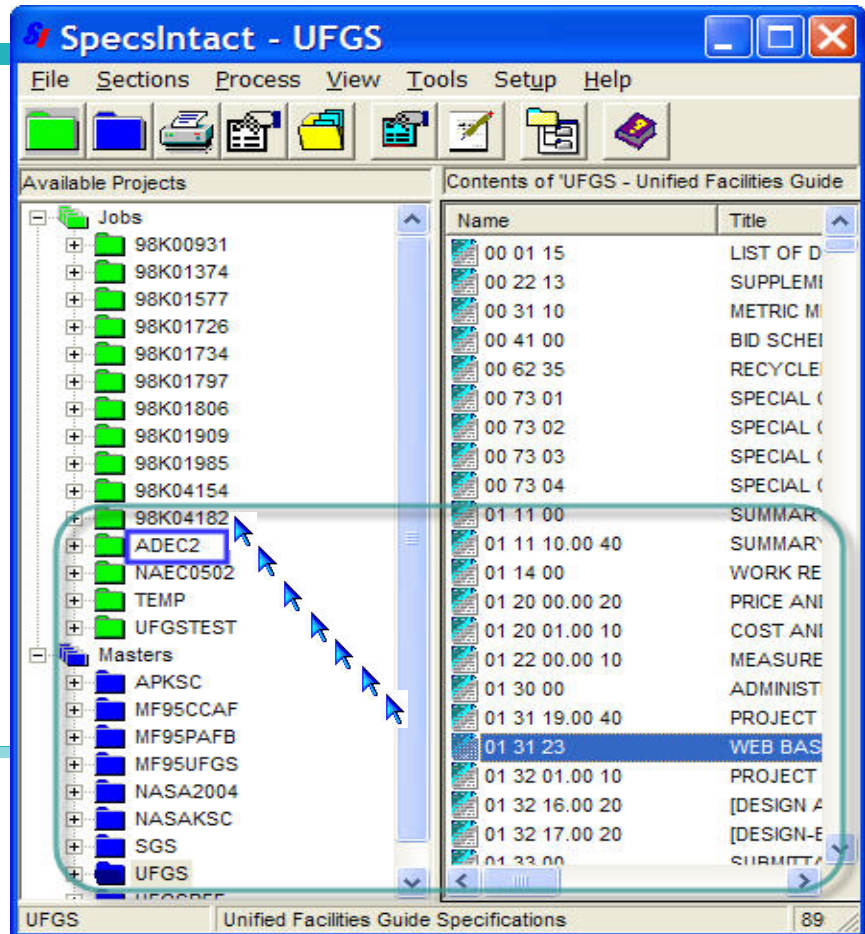 SpecsIntact - UFGS
File Sections Process View Tools Setup Help
Available Projects
Jobs
98K00931
98K01374
98K01577
98K01726
98K01734
98K01797
98K01806
98K01909
98K01985
98K04154
98K04182
ADEC2
NAEC0502
TEMP
UFGSTEST
Masters
APKSC
MF95CCAF
MF95PAFB
MF95UFGS
NASA2004
NASAKSC
SGS
UFGS
Contents of 'UFGS - Unified Facilities Guide
Name Title
00 01 15 LIST OF D
00 22 13 SUPPLEME
00 31 10 METRIC M
00 41 00 BID SCHE
00 62 35 RECYCLE
00 73 01 SPECIAL
00 73 02 SPECIAL
00 73 03 SPECIAL
00 73 04 SPECIAL
01 11 00 SUMMAR
01 11 10.00 40 SUMMARY
01 14 00 WORK RE
01 20 00.00 20 PRICE AN
01 20 01.00 10 COST AN
01 22 00.00 10 MEASURE
01 30 00 ADMINIST
01 31 19.00 40 PROJECT
01 31 23 WEB BAS
01 32 01.00 10 PROJECT
01 32 16.00 20 [DESIGN A
01 32 17.00 20 [DESIGN-
01 33 00 SUBMITTA
UFGS Unified Facilities Guide Specifications 89